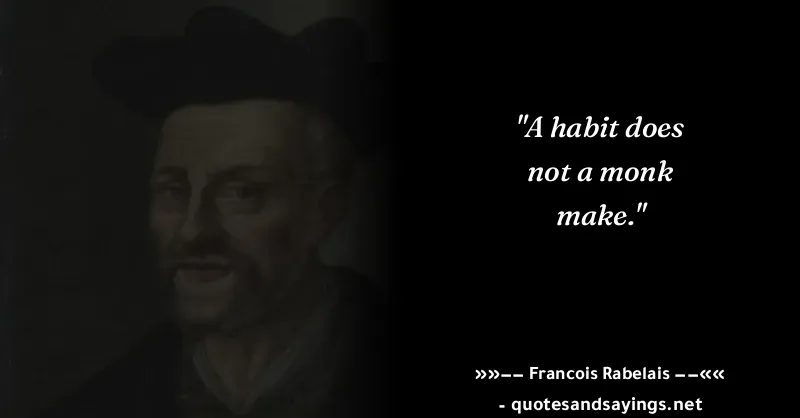 "A habit does
not a monk
make."
»»−− Francois Rabelais −−««
- quotesandsayings.net